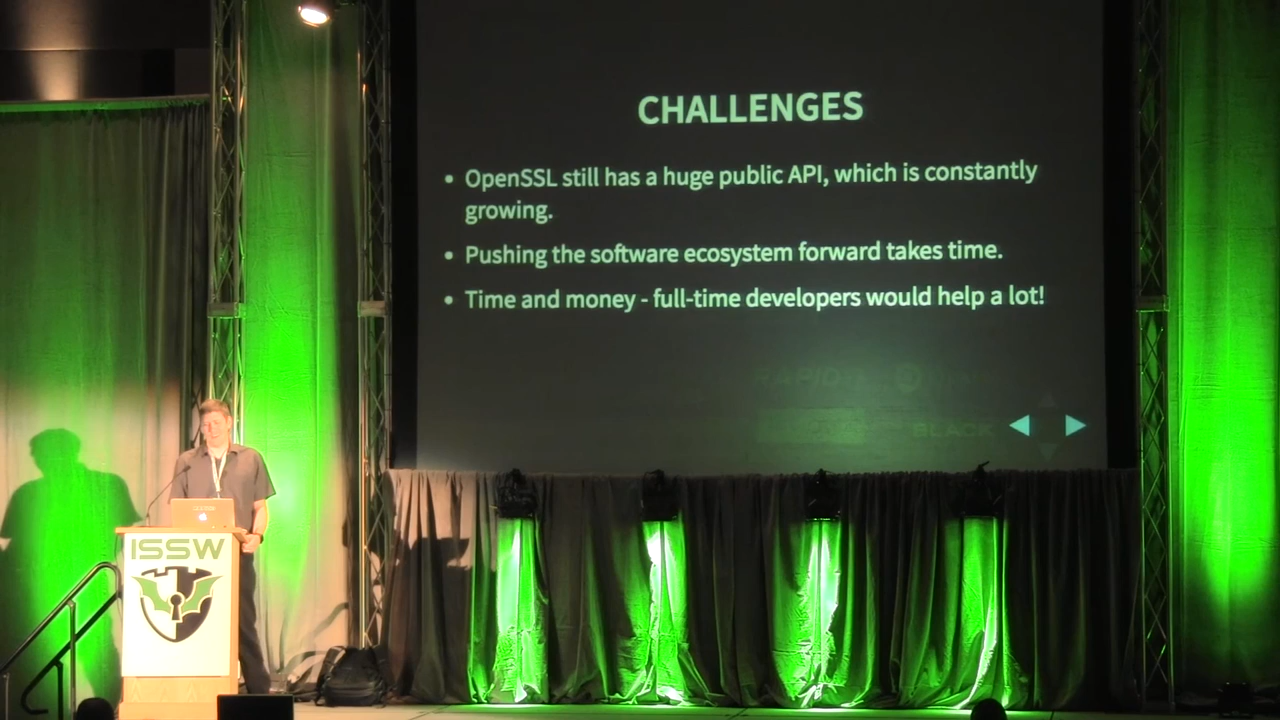 CHALLENGES
• OpenSSL still has a huge public API, which is constantly
growing.
• Pushing the software ecosystem forward takes time.
• Time and money - full-time developers would help a lot!
ISSW